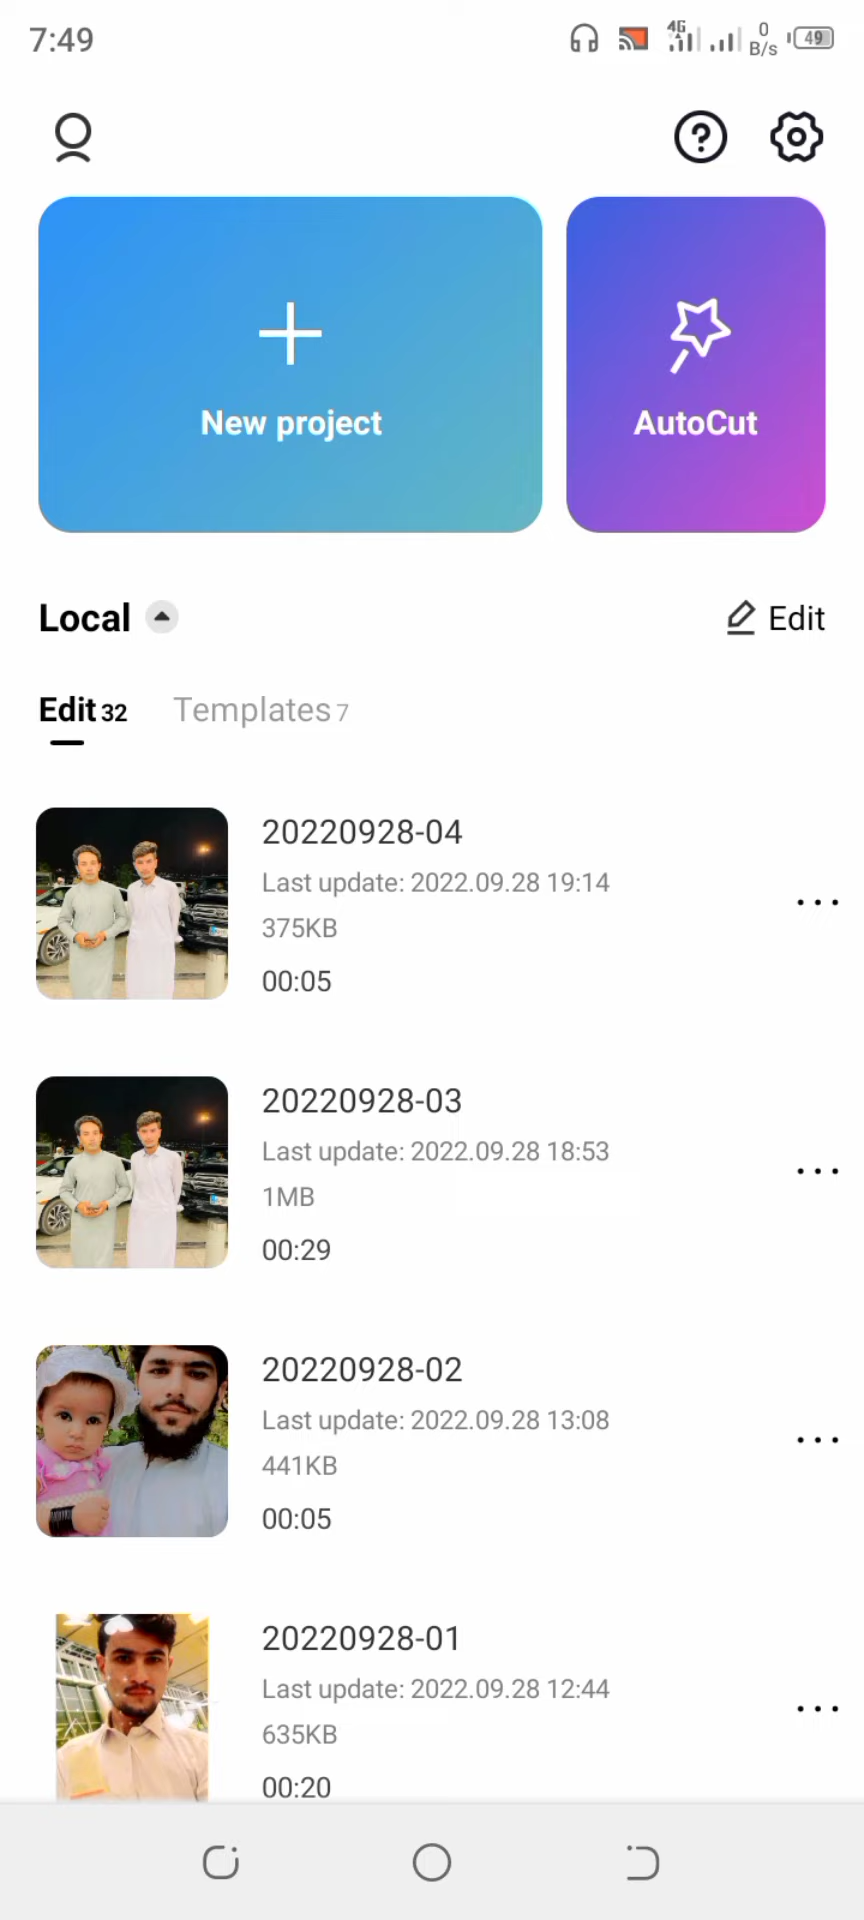 7:49
4G
0
B/s
49
New project
AutoCut
Local
Edit
Edit 32
Templates 7
20220928-04
Last update: 2022.09.28 19:14
375KB
00:05
20220928-03
Last update: 2022.09.28 18:53
1MB
00:29
20220928-02
Last update: 2022.09.28 13:08
441KB
00:05
20220928-01
Last update: 2022.09.28 12:44
635KB
00:20